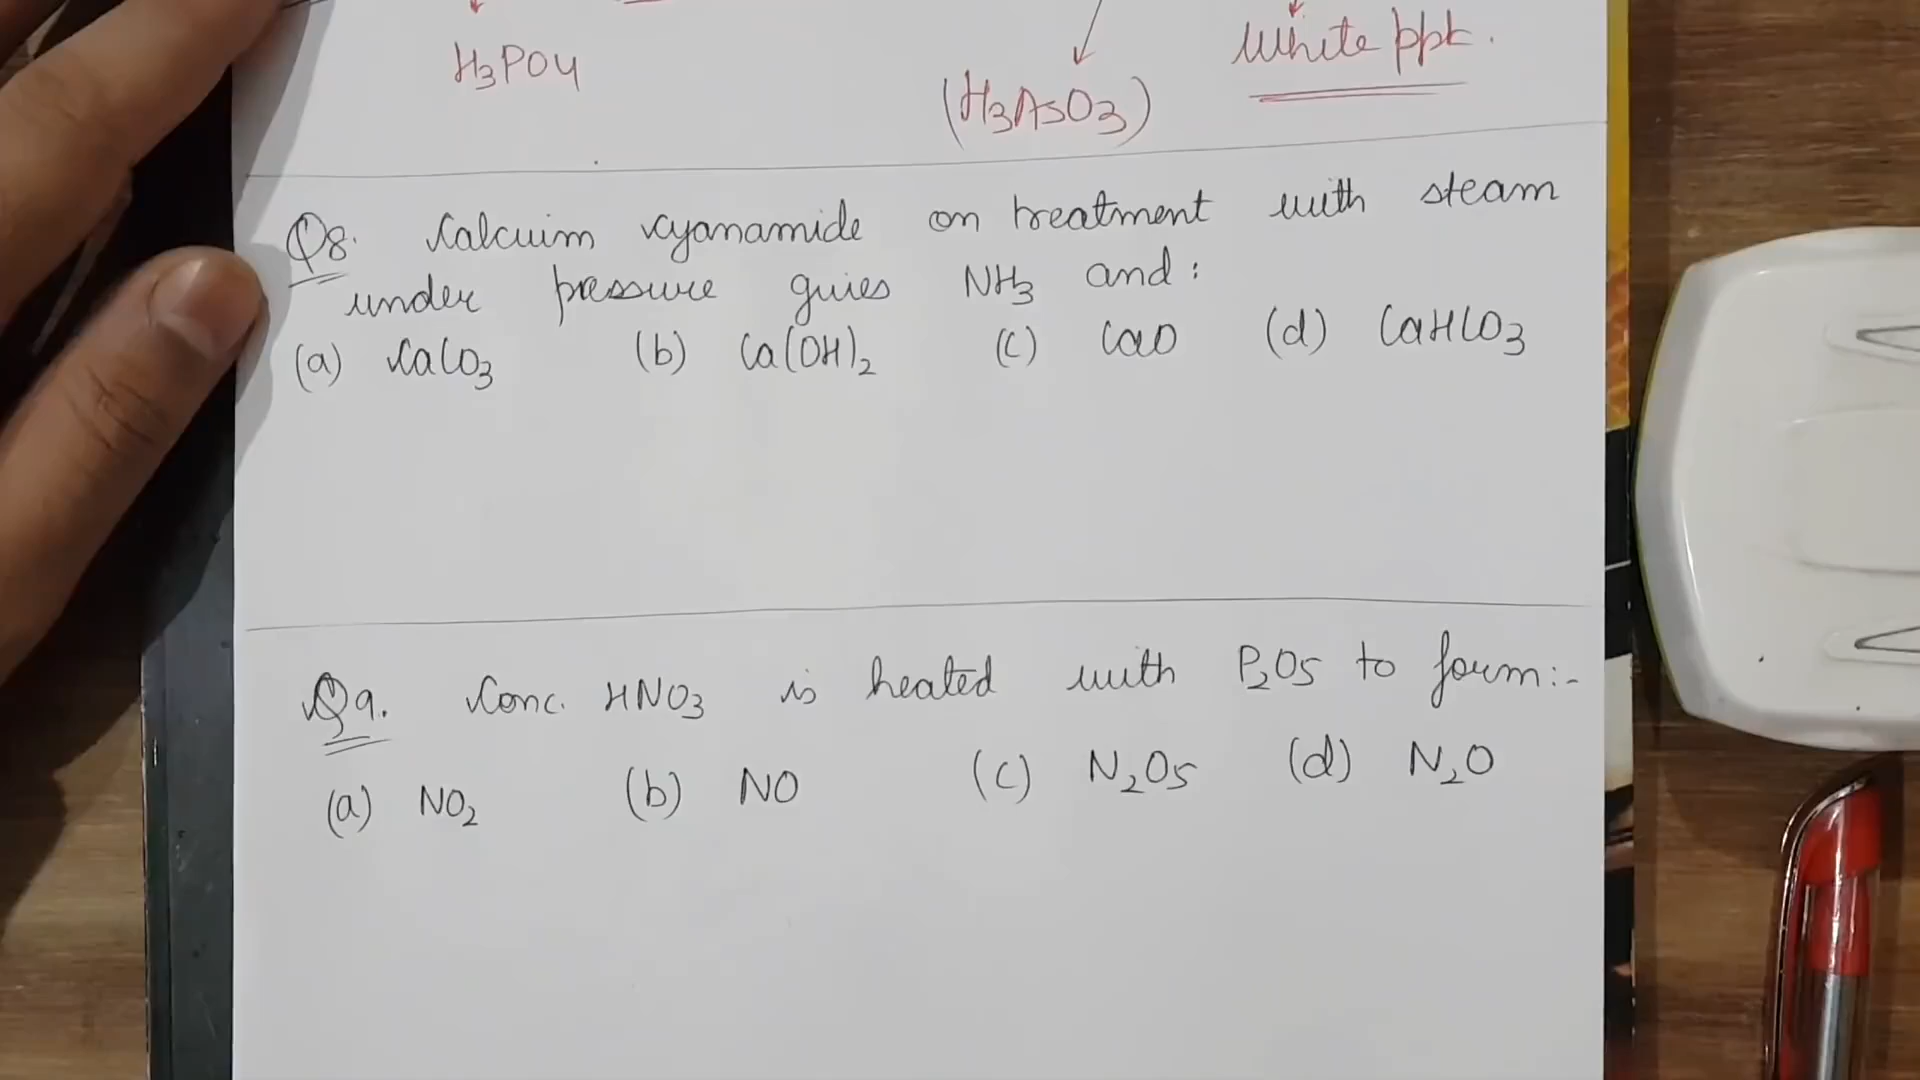 H3PO4
(H3AsO3)
White ppt.
Q8. Calcuim cyanamide on treatment with steam
under pressure gives NH3 and :
(a) CaCO3 (b) Ca(OH)2 (c) CaO (d) CaHCO3
Q9. Conc. HNO3 is heated with P2O5 to form:-
(a) NO2 (b) NO (c) N2O5 (d) N2O